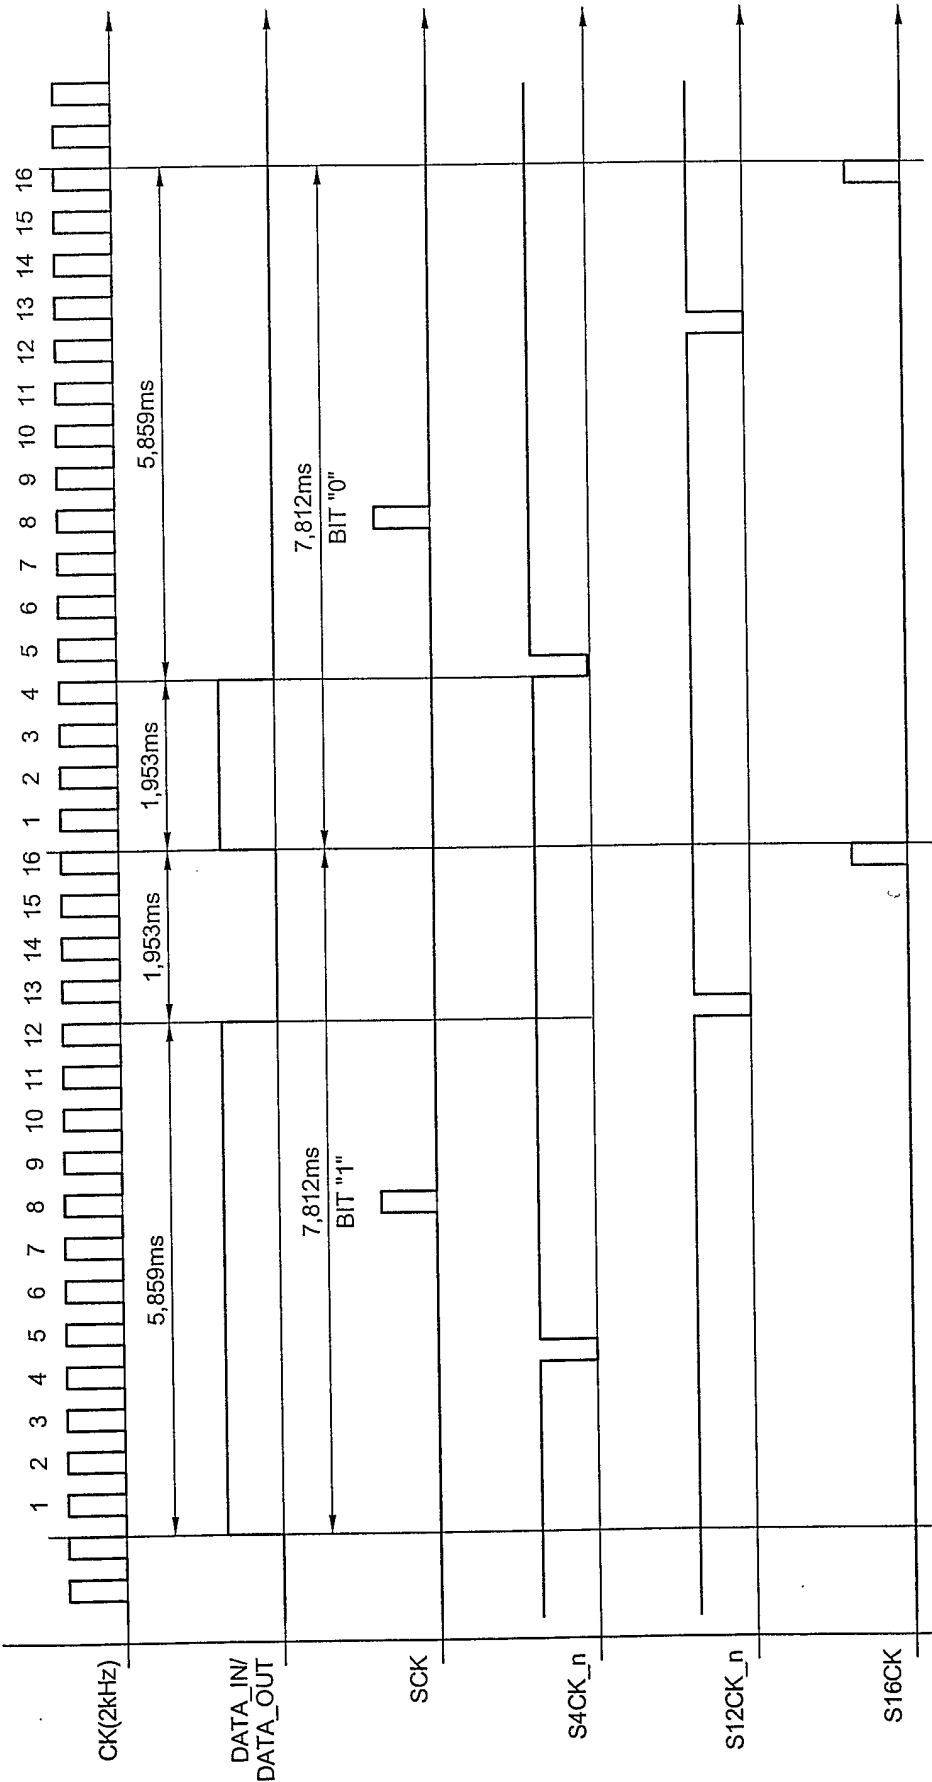 1 2 3 4 5 6 7 8 9 10 11 12 13 14 15 16 1 2 3 4 5 6 7 8 9 10 11 12 13 14 15 16
CK(2kHz)
5,859ms 1,953ms 1,953ms 5,859ms
DATA_IN/
DATA_OUT
7,812ms 7,812ms
BIT "1" BIT "0"
SCK
S4CK_n
S12CK_n
S16CK